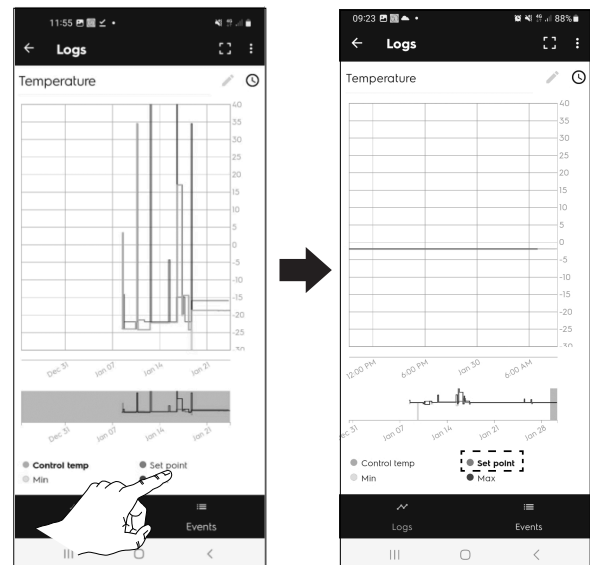 11:55
Logs
Temperature
40
35
30
25
20
15
10
5
0
-5
-10
-15
-20
-25
-30
Dec 31 Jan 07 Jan 14 Jan 21
Dec 31 Jan 07 Jan 14 Jan 21
Control temp Set point
Min
Events
09:23 88%
Logs
Temperature
40
35
30
25
20
15
10
5
0
-5
-10
-15
-20
-25
-30
12:00 PM 6:00 PM Jan 30 6:00 AM
Dec 31 Jan 07 Jan 14 Jan 21 Jan 28
Control temp Set point
Min Max
Logs Events